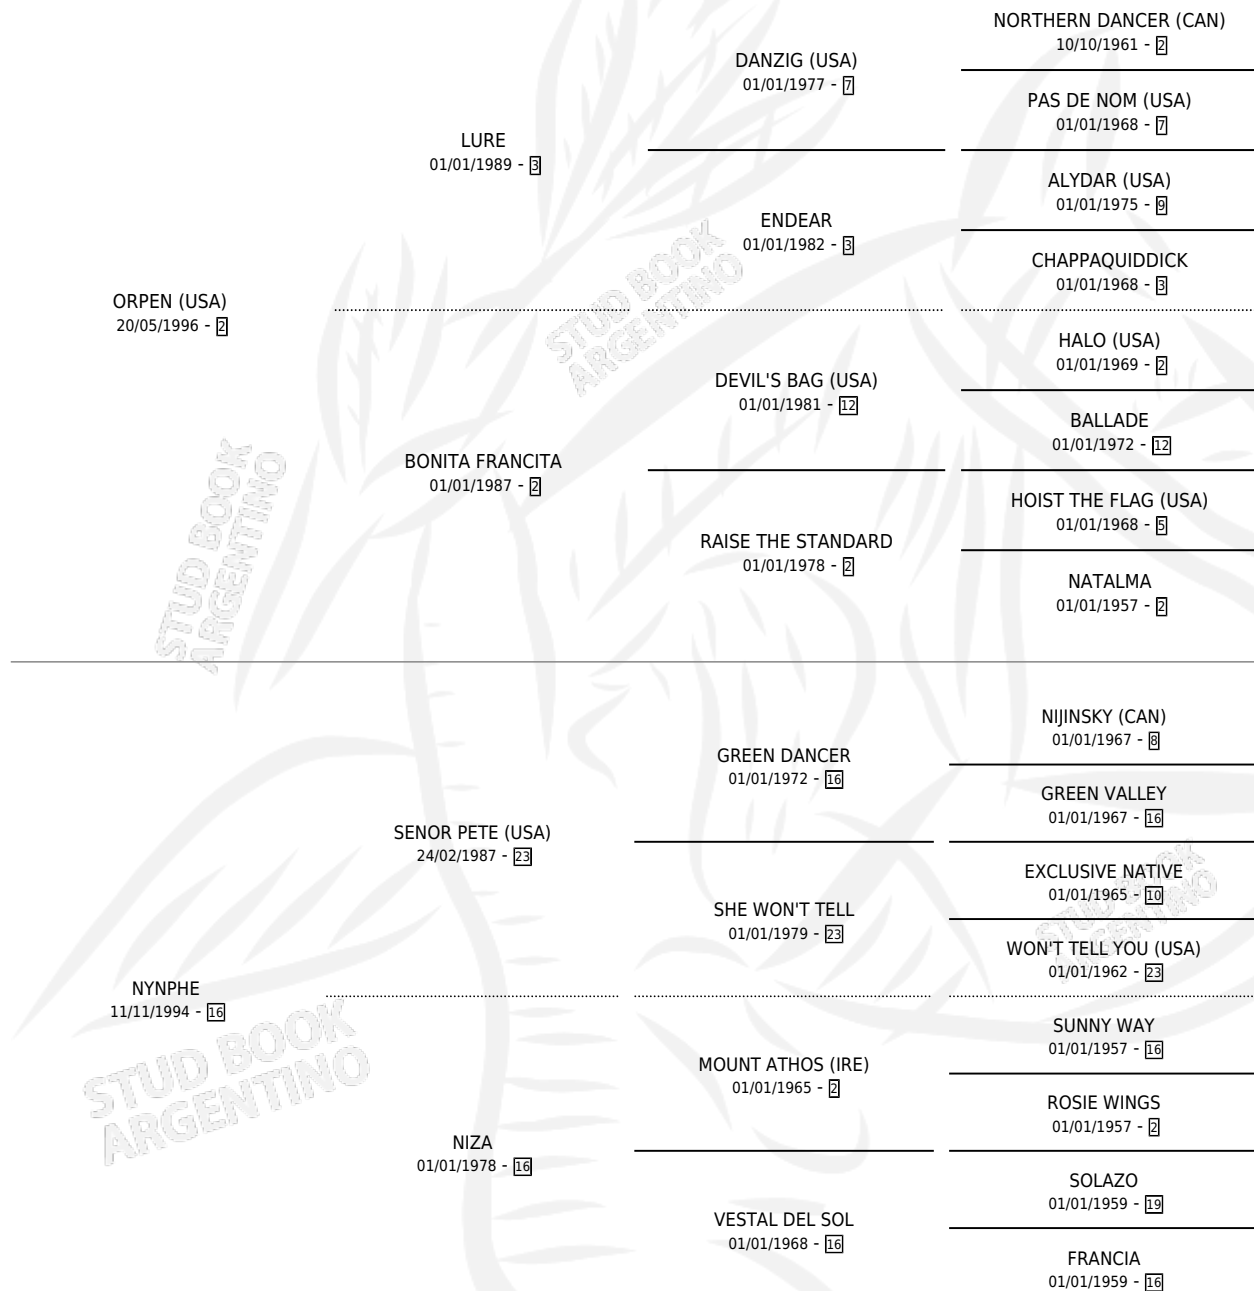 NORTHERN DANCER (CAN)
10/10/1961 - 2
DANZIG (USA)
01/01/1977 - 7
PAS DE NOM (USA)
01/01/1968 - 7
LURE
01/01/1989 - 3
ALYDAR (USA)
01/01/1975 - 9
ENDEAR
01/01/1982 - 3
CHAPPAQUIDDICK
01/01/1968 - 3
ORPEN (USA)
20/05/1996 - 2
STUD BOOK
ARGENTINO
HALO (USA)
01/01/1969 - 2
DEVIL'S BAG (USA)
01/01/1981 - 12
BALLADE
01/01/1972 - 12
BONITA FRANCITA
01/01/1987 - 2
HOIST THE FLAG (USA)
01/01/1968 - 5
RAISE THE STANDARD
01/01/1978 - 2
NATALMA
01/01/1957 - 2
STUD BOOK
ARGENTINO
NIJINSKY (CAN)
01/01/1967 - 8
GREEN DANCER
01/01/1972 - 16
GREEN VALLEY
01/01/1967 - 16
SENOR PETE (USA)
24/02/1987 - 23
EXCLUSIVE NATIVE
01/01/1965 - 10
SHE WON'T TELL
01/01/1979 - 23
WON'T TELL YOU (USA)
01/01/1962 - 23
STUD BOOK
ARGENTINO
NYNPHE
11/11/1994 - 16
SUNNY WAY
01/01/1957 - 16
MOUNT ATHOS (IRE)
01/01/1965 - 2
ROSIE WINGS
01/01/1957 - 2
STUD BOOK
ARGENTINO
NIZA
01/01/1978 - 16
SOLAZO
01/01/1959 - 19
VESTAL DEL SOL
01/01/1968 - 16
FRANCIA
01/01/1959 - 16